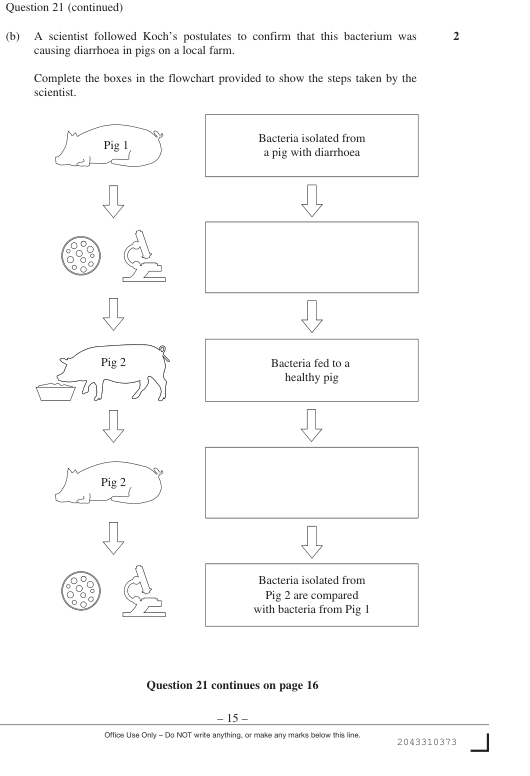 Question 21 (continued)
(b) A scientist followed Koch's postulates to confirm that this bacterium was 2
causing diarrhoea in pigs on a local farm.
Complete the boxes in the flowchart provided to show the steps taken by the
scientist.
Pig 1
Bacteria isolated from
a pig with diarrhoea
Pig 2
Bacteria fed to a
healthy pig
Pig 2
Bacteria isolated from
Pig 2 are compared
with bacteria from Pig 1
Question 21 continues on page 16
– 15 –
Office Use Only – Do NOT write anything, or make any marks below this line.
2043310373